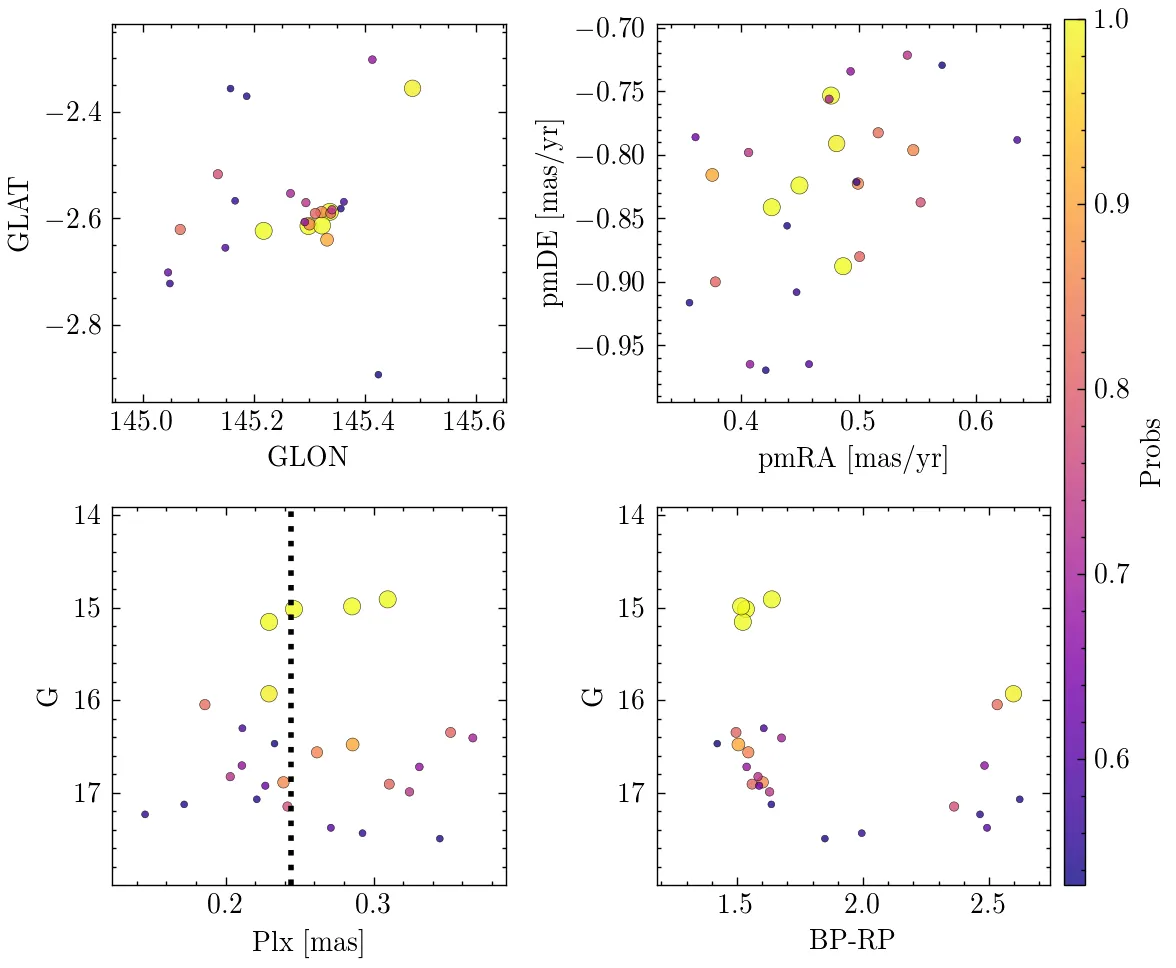 −2.4
−2.6
−2.8
GLAT
145.0 145.2 145.4 145.6
GLON
−0.70
−0.75
−0.80
−0.85
−0.90
−0.95
pmDE [mas/yr]
0.4 0.5 0.6
pmRA [mas/yr]
14
15
16
17
G
0.2 0.3
Plx [mas]
14
15
16
17
G
1.5 2.0 2.5
BP-RP
1.0
0.9
0.8
0.7
0.6
Probs